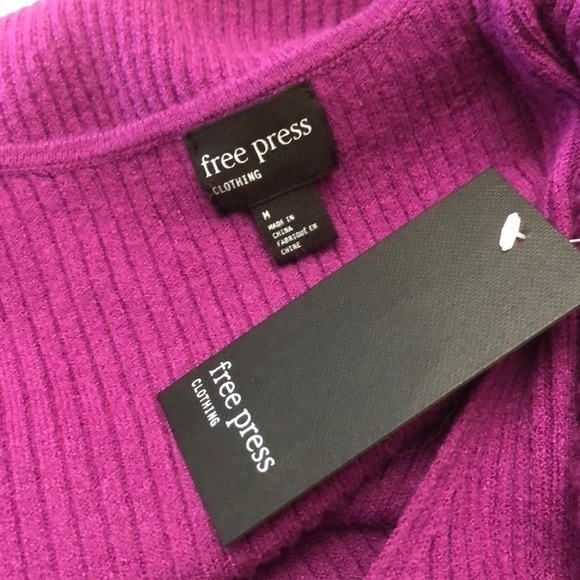 free press
CLOTHING
M
MADE IN
CHINA
FABRIQUÉ EN
CHINE
free press
CLOTHING